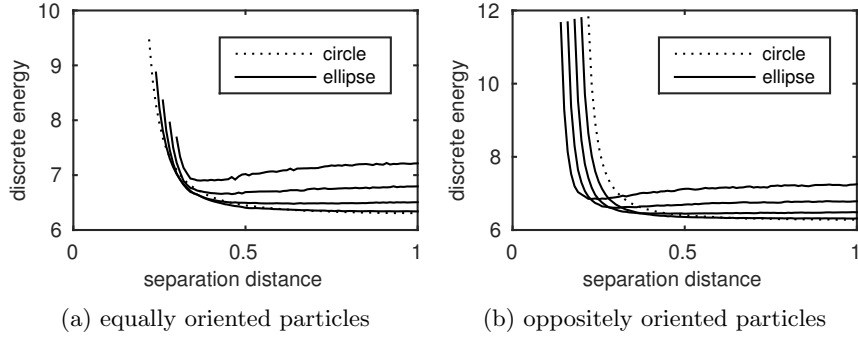 10
9
8
7
6
discrete energy
0 0.5 1
separation distance
circle
ellipse
(a) equally oriented particles
12
10
8
6
discrete energy
0 0.5 1
separation distance
circle
ellipse
(b) oppositely oriented particles